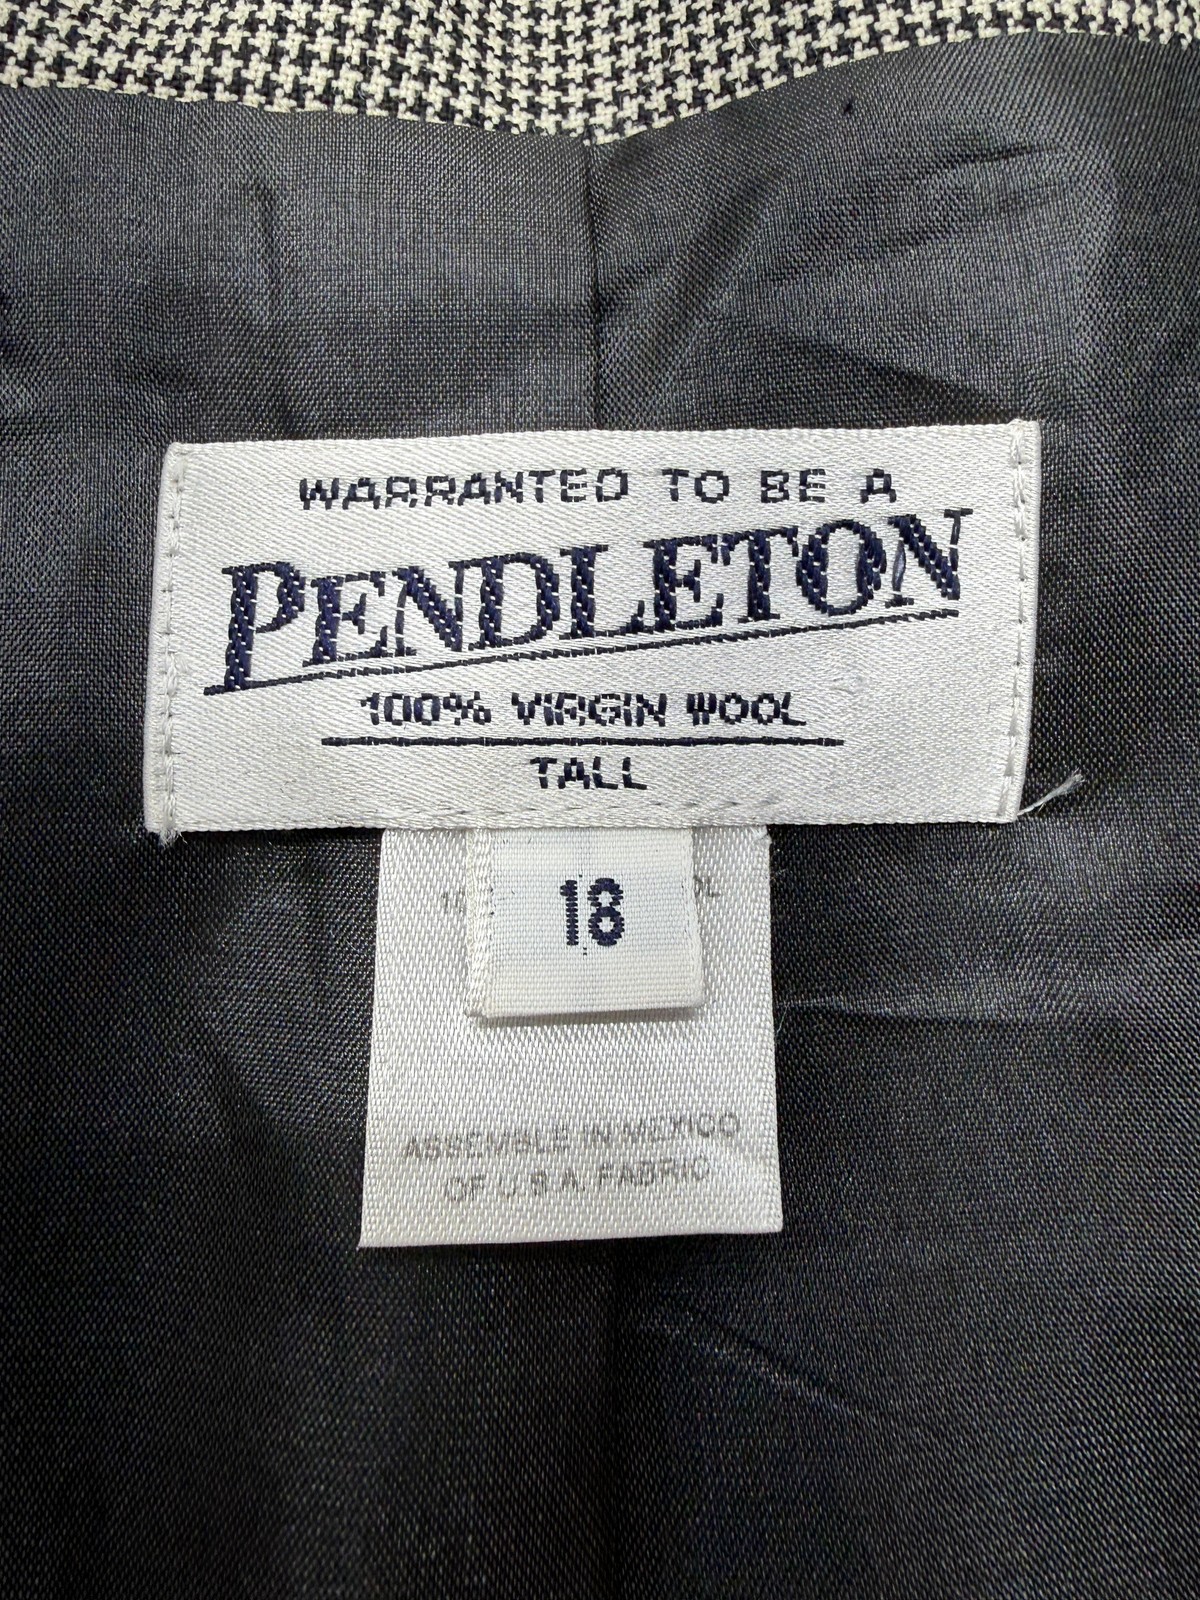 WARRANTED TO BE A
PENDLETON
100% VIRGIN WOOL
TALL
18
ASSEMBLE IN MEXICO
OF U.S.A. FABRIC